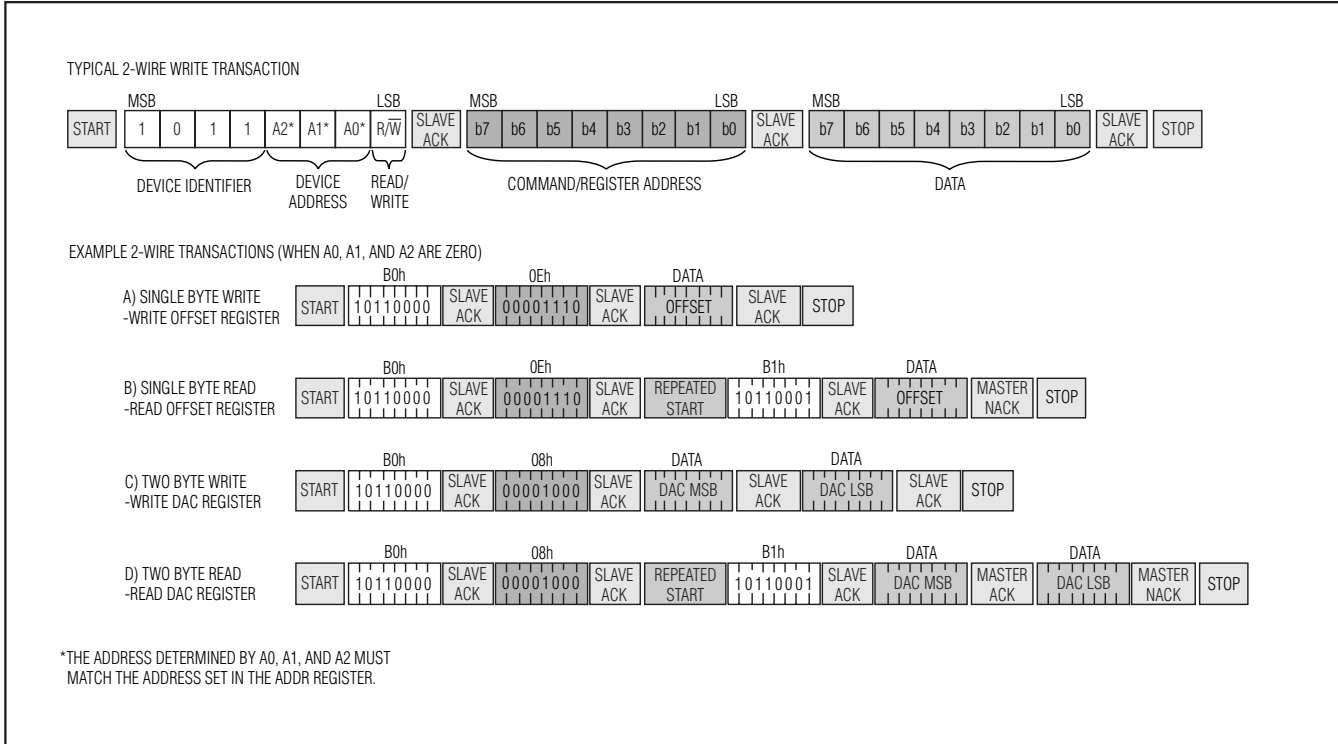 TYPICAL 2-WIRE WRITE TRANSACTION
MSB LSB MSB LSB MSB LSB
START 1 0 1 1 A2* A1* A0* R/W̅ SLAVE ACK b7 b6 b5 b4 b3 b2 b1 b0 SLAVE ACK b7 b6 b5 b4 b3 b2 b1 b0 SLAVE ACK STOP
DEVICE IDENTIFIER DEVICE ADDRESS READ/WRITE COMMAND/REGISTER ADDRESS DATA
EXAMPLE 2-WIRE TRANSACTIONS (WHEN A0, A1, AND A2 ARE ZERO)
B0h 0Eh DATA
A) SINGLE BYTE WRITE
-WRITE OFFSET REGISTER
START 10110000 SLAVE ACK 00001110 SLAVE ACK OFFSET SLAVE ACK STOP
B0h 0Eh B1h DATA
B) SINGLE BYTE READ
-READ OFFSET REGISTER
START 10110000 SLAVE ACK 00001110 SLAVE ACK REPEATED START 10110001 SLAVE ACK OFFSET MASTER NACK STOP
B0h 08h DATA DATA
C) TWO BYTE WRITE
-WRITE DAC REGISTER
START 10110000 SLAVE ACK 00001000 SLAVE ACK DAC MSB SLAVE ACK DAC LSB SLAVE ACK STOP
B0h 08h B1h DATA DATA
D) TWO BYTE READ
-READ DAC REGISTER
START 10110000 SLAVE ACK 00001000 SLAVE ACK REPEATED START 10110001 SLAVE ACK DAC MSB MASTER ACK DAC LSB MASTER NACK STOP
*THE ADDRESS DETERMINED BY A0, A1, AND A2 MUST
MATCH THE ADDRESS SET IN THE ADDR REGISTER.